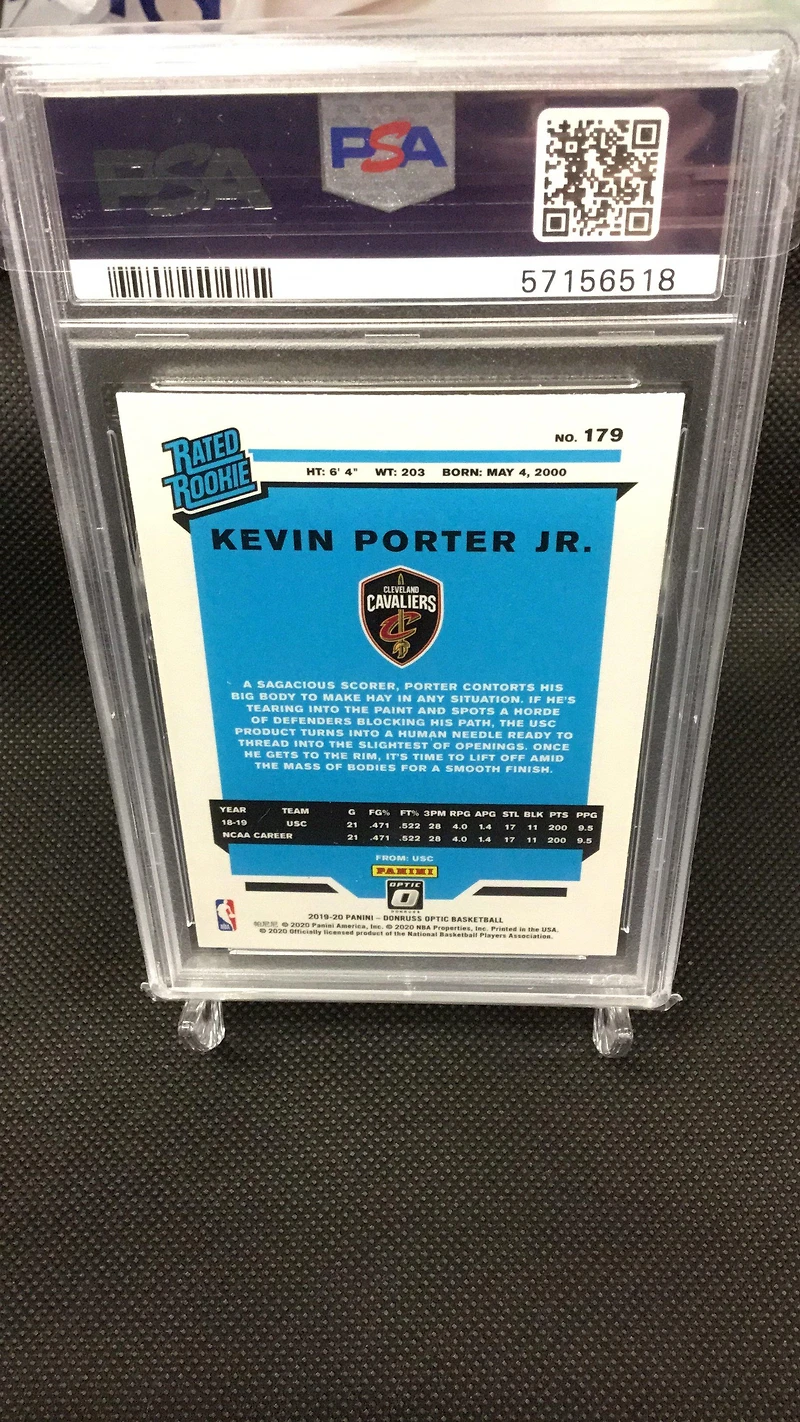 PSA
PSA
57156518
RATED
ROOKIE
NO. 179
HT: 6' 4" WT: 203 BORN: MAY 4, 2000
KEVIN PORTER JR.
CLEVELAND
CAVALIERS
C
A SAGACIOUS SCORER, PORTER CONTORTS HIS
BIG BODY TO MAKE HAY IN ANY SITUATION. IF HE'S
TEARING INTO THE PAINT AND SPOTS A HORDE
OF DEFENDERS BLOCKING HIS PATH, THE USC
PRODUCT TURNS INTO A HUMAN NEEDLE READY TO
THREAD INTO THE SLIGHTEST OF OPENINGS. ONCE
HE GETS TO THE RIM, IT'S TIME TO LIFT OFF AMID
THE MASS OF BODIES FOR A SMOOTH FINISH.
YEAR TEAM G FG% FT% 3PM RPG APG STL BLK PTS PPG
18-19 USC 21 .471 .522 28 4.0 1.4 17 11 200 9.5
NCAA CAREER 21 .471 .522 28 4.0 1.4 17 11 200 9.5
FROM: USC
PANINI
OPTIC
O
DONRUSS
NBA
2019-20 PANINI – DONRUSS OPTIC BASKETBALL
© 2020 Panini America, Inc. © 2020 NBA Properties, Inc. Printed in the USA.
© 2020 Officially licensed product of the National Basketball Players Association.